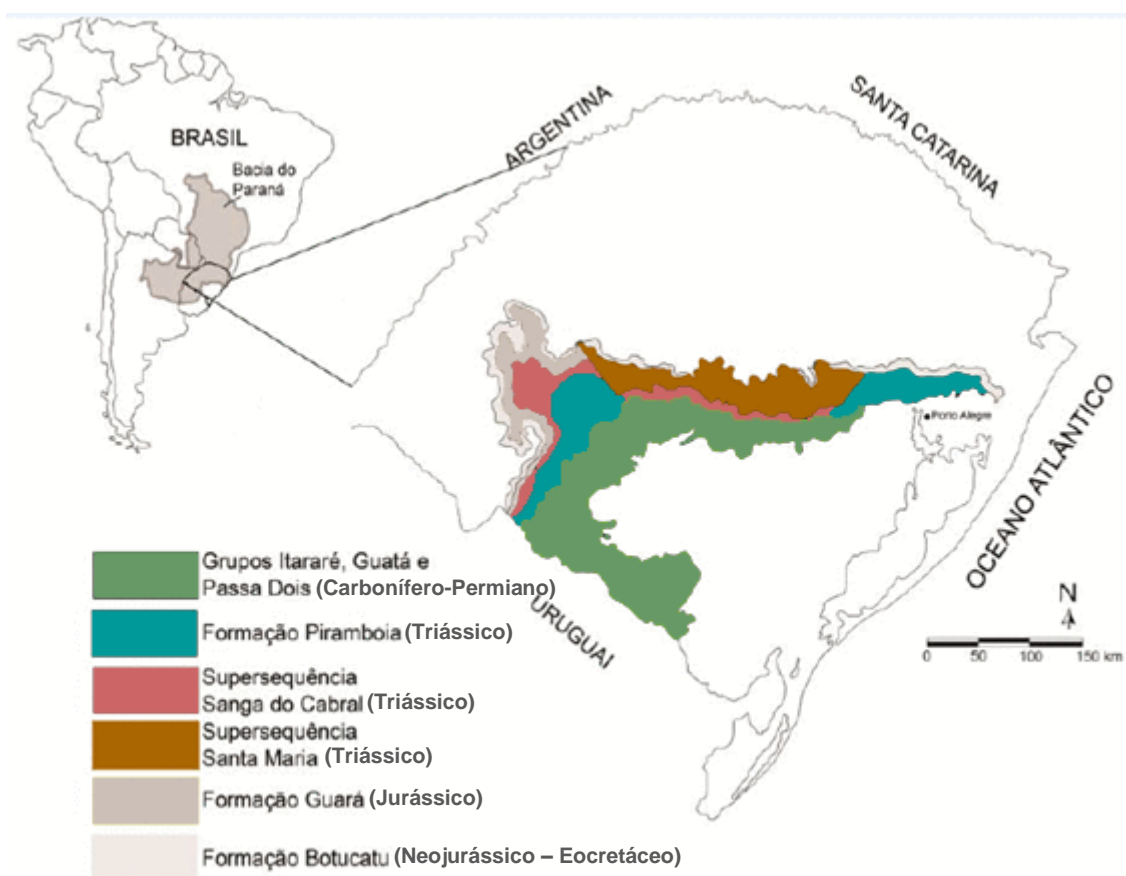 BRASIL
Bacia do
Paraná
ARGENTINA
SANTA CATARINA
Porto Alegre
OCEANO ATLÂNTICO
URUGUAI
N
0 50 100 150 km
Grupos Itararé, Guatá e
Passa Dois (Carbonífero-Permiano)
Formação Piramboia (Triássico)
Supersequência
Sanga do Cabral (Triássico)
Supersequência
Santa Maria (Triássico)
Formação Guará (Jurássico)
Formação Botucatu (Neojurássico – Eocretáceo)